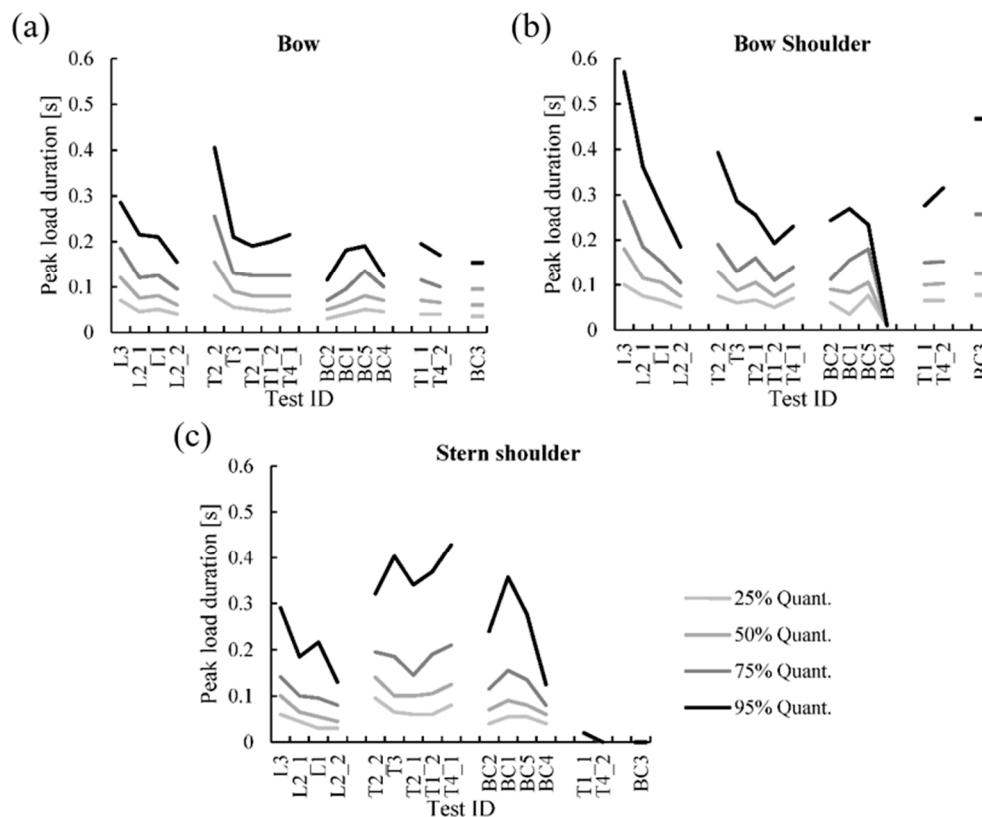 (a)
Bow
Peak load duration [s]
0.6
0.5
0.4
0.3
0.2
0.1
0
L3
L2_1
L1
L2_2
T2_2
T3
T2_1
T1_2
T4_1
BC2
BC1
BC5
BC4
T1_1
T4_2
BC3
Test ID
(b)
Bow Shoulder
Peak load duration [s]
0.6
0.5
0.4
0.3
0.2
0.1
0
L3
L2_1
L1
L2_2
T2_2
T3
T2_1
T1_2
T4_1
BC2
BC1
BC5
BC4
T1_1
T4_2
BC3
Test ID
(c)
Stern shoulder
Peak load duration [s]
0.6
0.5
0.4
0.3
0.2
0.1
0
L3
L2_1
L1
L2_2
T2_2
T3
T2_1
T1_2
T4_1
BC2
BC1
BC5
BC4
T1_1
T4_2
BC3
Test ID
25% Quant.
50% Quant.
75% Quant.
95% Quant.